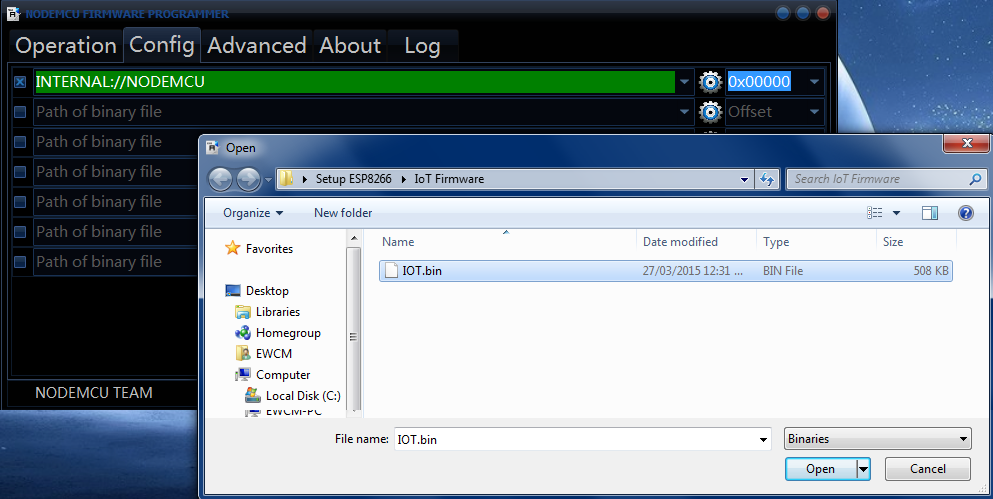 NODEMCU FIRMWARE PROGRAMMER
Operation Config Advanced About Log
INTERNAL://NODEMCU 0x00000
Path of binary file Offset
Path of binary file
Path of binary file
Path of binary file
Path of binary file
Path of binary file
NODEMCU TEAM
Open
Setup ESP8266 IoT Firmware Search IoT Firmware
Organize New folder
Name Date modified Type Size
IOT.bin 27/03/2015 12:31 ... BIN File 508 KB
Favorites
Desktop
Libraries
Homegroup
EWCM
Computer
Local Disk (C:)
EWCM-PC
File name: IOT.bin Binaries
Open Cancel